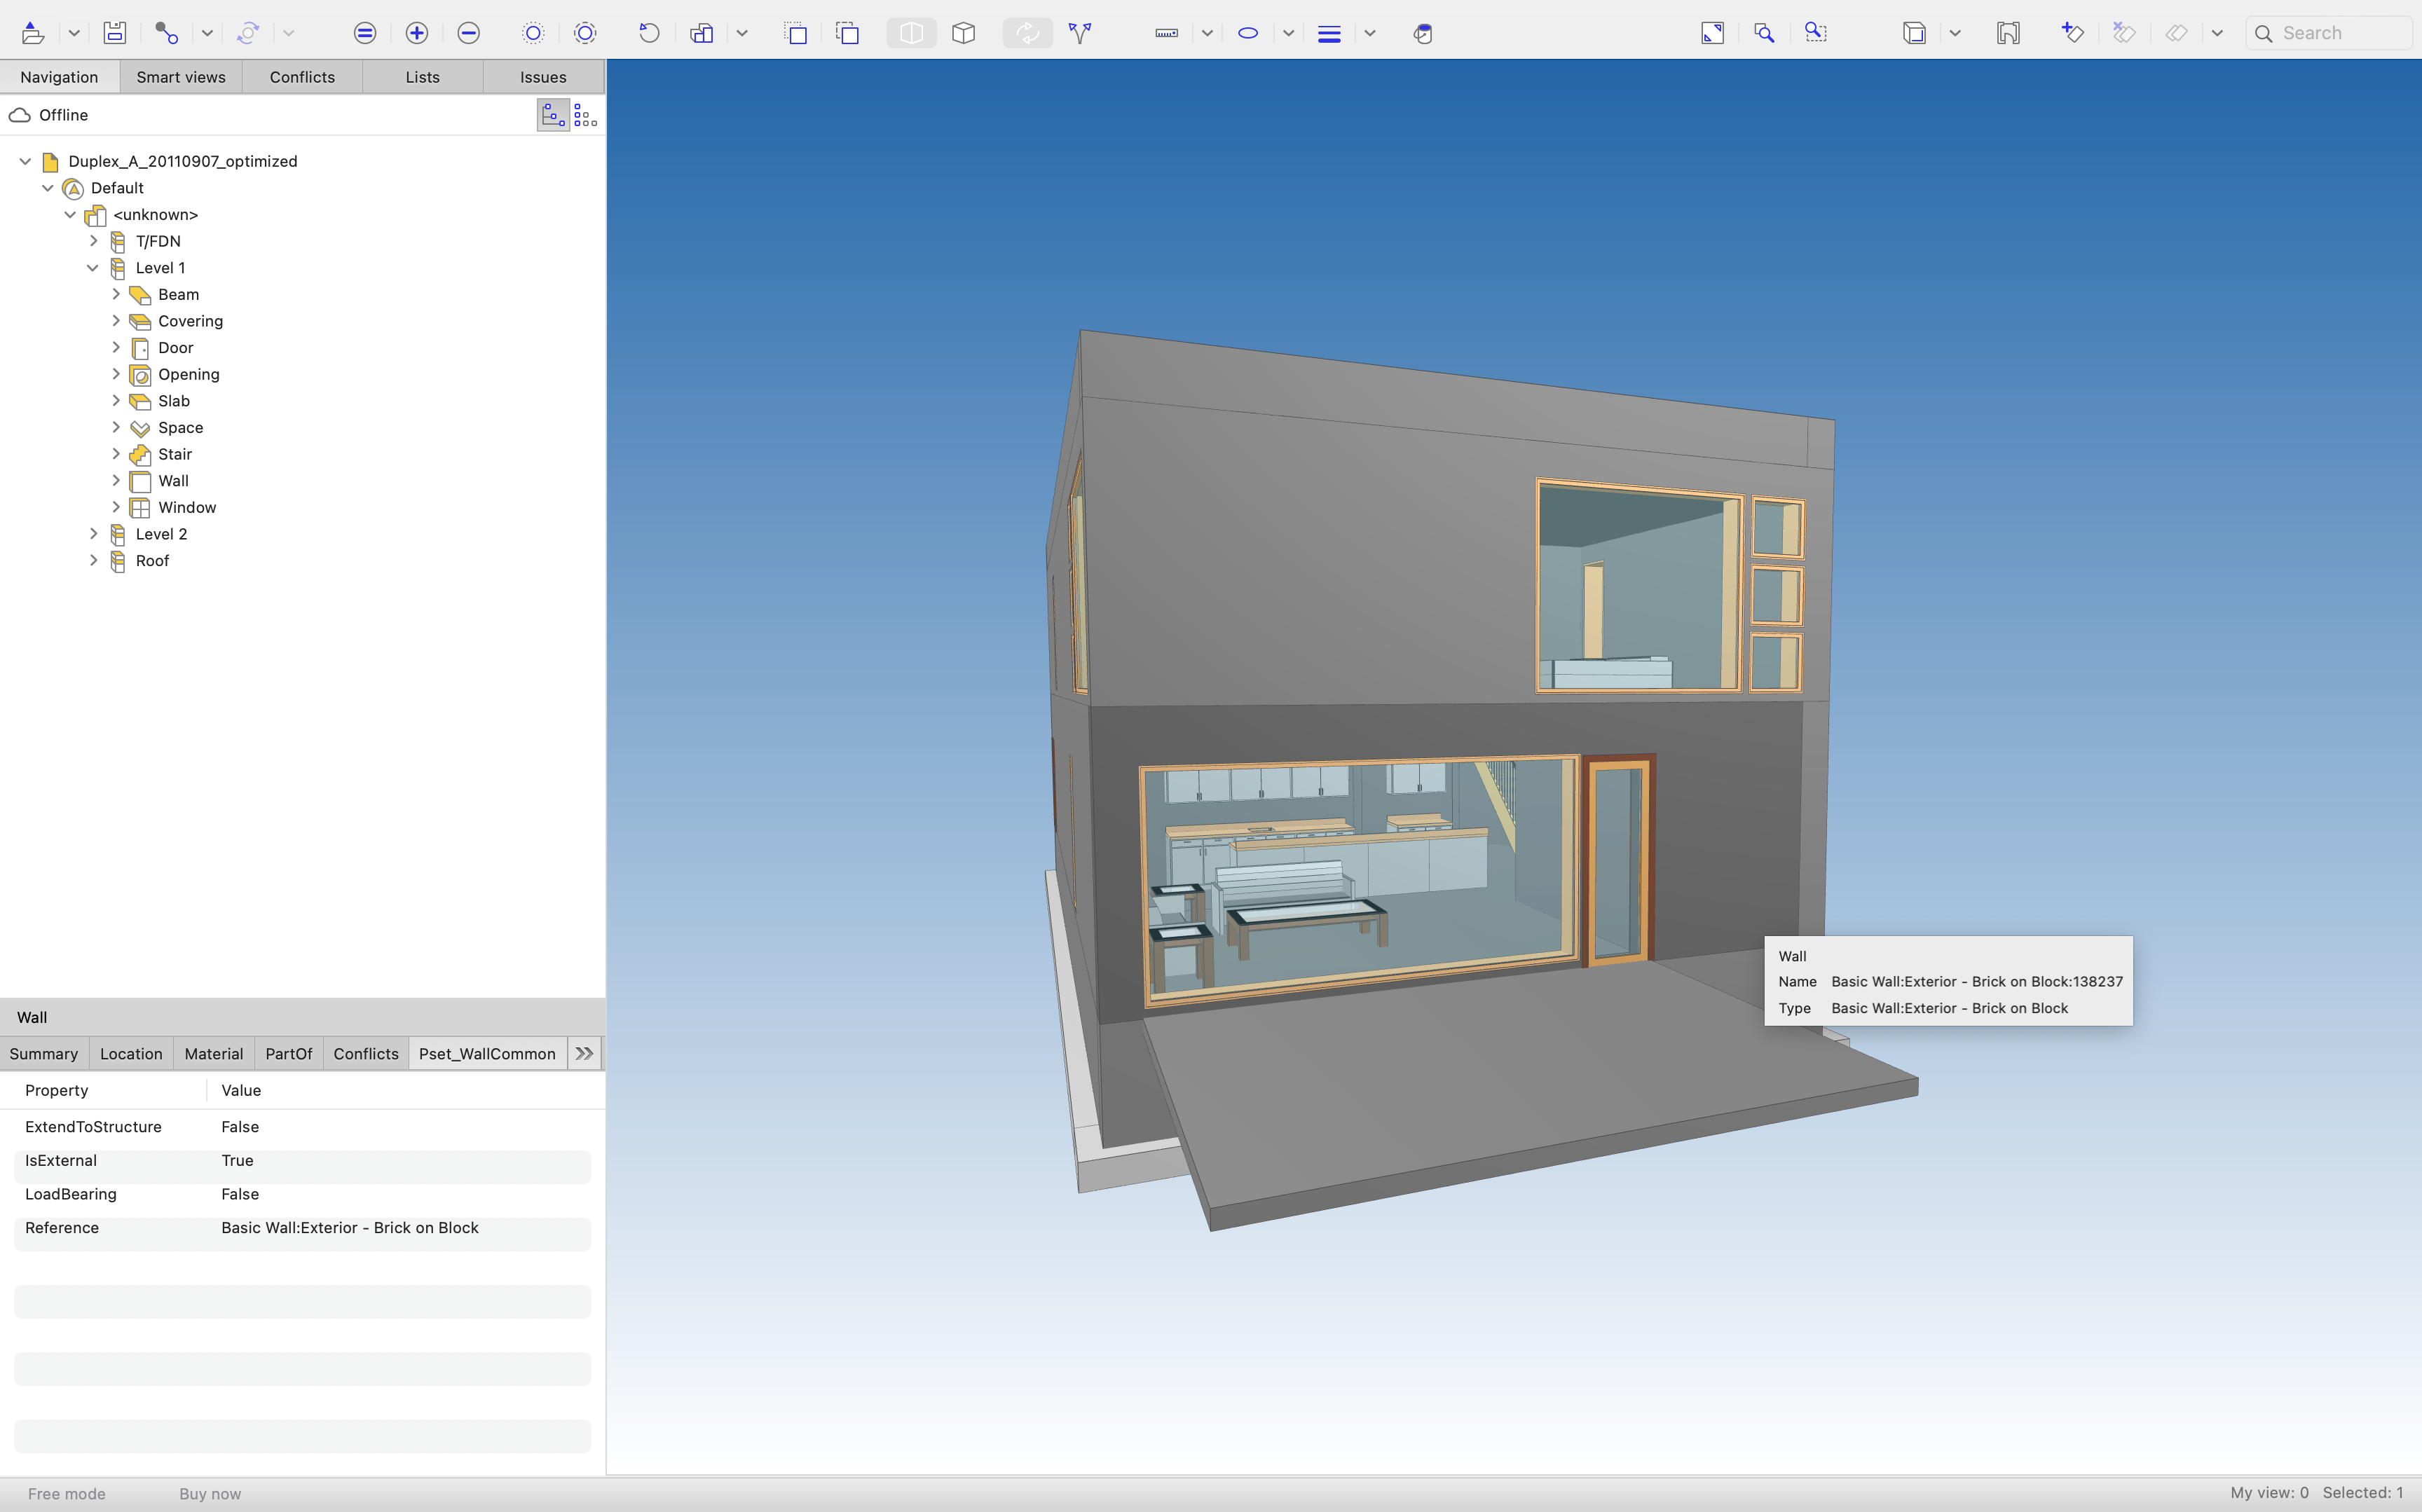 Search
Navigation
Smart views
Conflicts
Lists
Issues
Offline
Duplex_A_20110907_optimized
Default
<unknown>
T/FDN
Level 1
Beam
Covering
Door
Opening
Slab
Space
Stair
Wall
Window
Level 2
Roof
Wall
Name Basic Wall:Exterior - Brick on Block:138237
Type Basic Wall:Exterior - Brick on Block
Wall
Summary
Location
Material
PartOf
Conflicts
Pset_WallCommon
Property Value
ExtendToStructure False
IsExternal True
LoadBearing False
Reference Basic Wall:Exterior - Brick on Block
Free mode
Buy now
My view: 0 Selected: 1